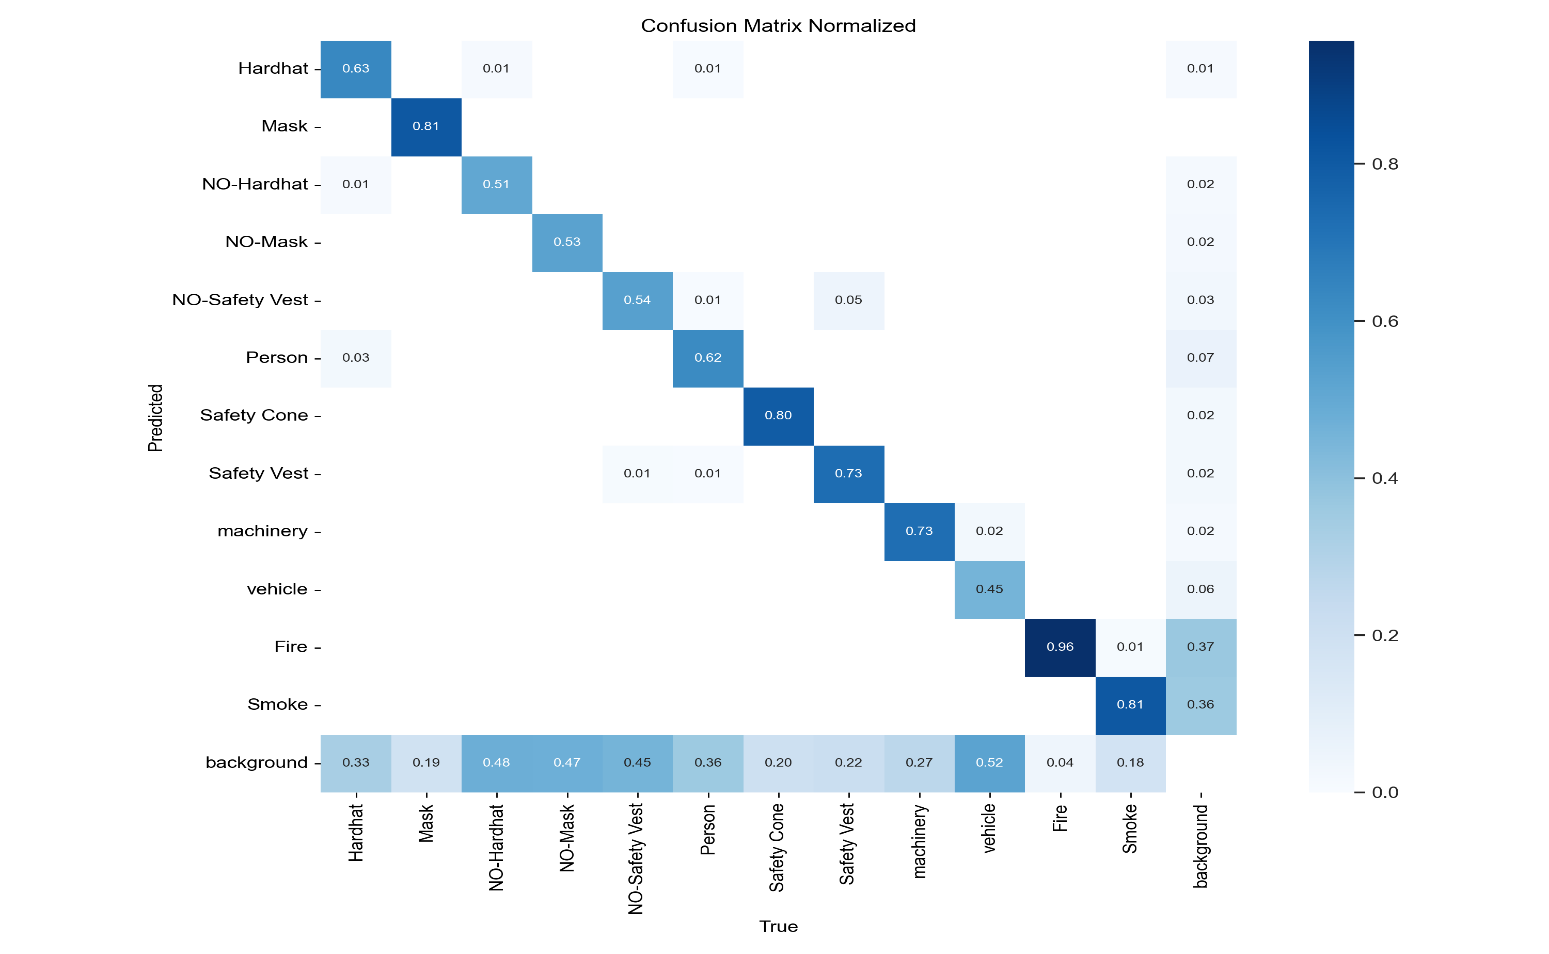 Confusion Matrix Normalized
Hardhat 0.63 0.01 0.01 0.01
Mask 0.81
NO-Hardhat 0.01 0.51 0.02
NO-Mask 0.53 0.02
NO-Safety Vest 0.54 0.01 0.05 0.03
Person 0.03 0.62 0.07
Safety Cone 0.80 0.02
Safety Vest 0.01 0.01 0.73 0.02
machinery 0.73 0.02 0.02
vehicle 0.45 0.06
Fire 0.96 0.01 0.37
Smoke 0.81 0.36
background 0.33 0.19 0.48 0.47 0.45 0.36 0.20 0.22 0.27 0.52 0.04 0.18
Predicted
Hardhat
Mask
NO-Hardhat
NO-Mask
NO-Safety Vest
Person
Safety Cone
Safety Vest
machinery
vehicle
Fire
Smoke
background
True
0.8
0.6
0.4
0.2
0.0